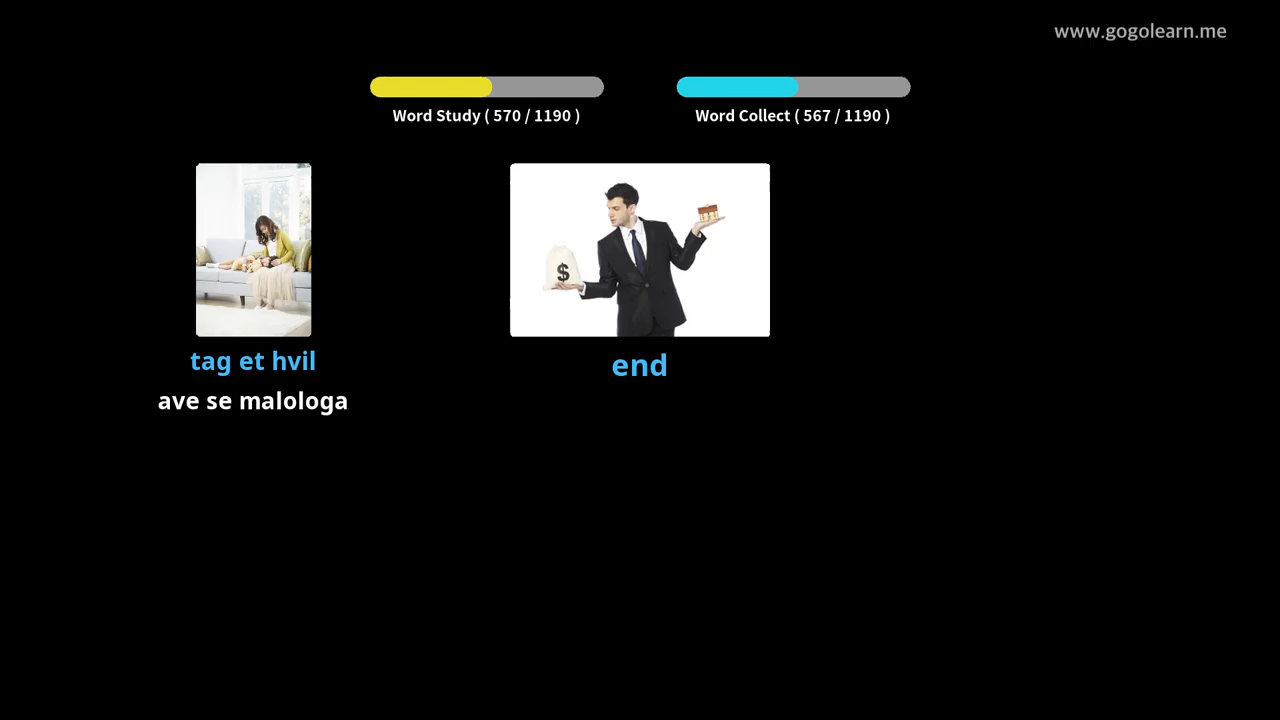 www.gogolearn.me
Word Study ( 570 / 1190 )
Word Collect ( 567 / 1190 )
$
tag et hvil
end
ave se malologa